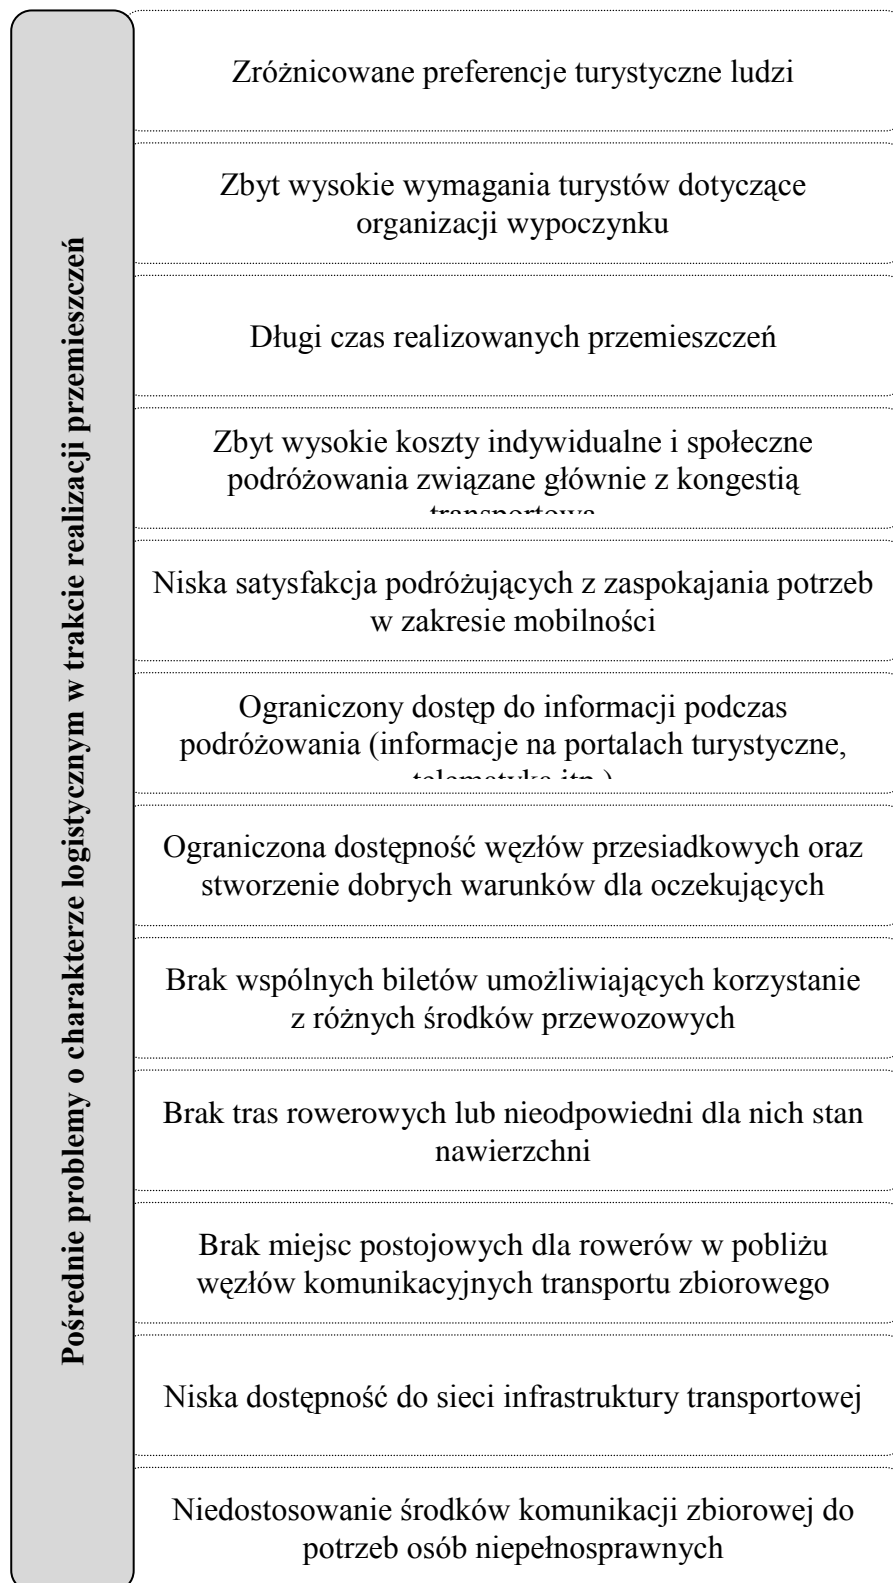 Pośrednie problemy o charakterze logistycznym w trakcie realizacji przemieszczeń
Zróżnicowane preferencje turystyczne ludzi
Zbyt wysokie wymagania turystów dotyczące
organizacji wypoczynku
Długi czas realizowanych przemieszczeń
Zbyt wysokie koszty indywidualne i społeczne
podróżowania związane głównie z kongestią
transportową
Niska satysfakcja podróżujących z zaspokajania potrzeb
w zakresie mobilności
Ograniczony dostęp do informacji podczas
podróżowania (informacje na portalach turystyczne,
telematyka itp.)
Ograniczona dostępność węzłów przesiadkowych oraz
stworzenie dobrych warunków dla oczekujących
Brak wspólnych biletów umożliwiających korzystanie
z różnych środków przewozowych
Brak tras rowerowych lub nieodpowiedni dla nich stan
nawierzchni
Brak miejsc postojowych dla rowerów w pobliżu
węzłów komunikacyjnych transportu zbiorowego
Niska dostępność do sieci infrastruktury transportowej
Niedostosowanie środków komunikacji zbiorowej do
potrzeb osób niepełnosprawnych